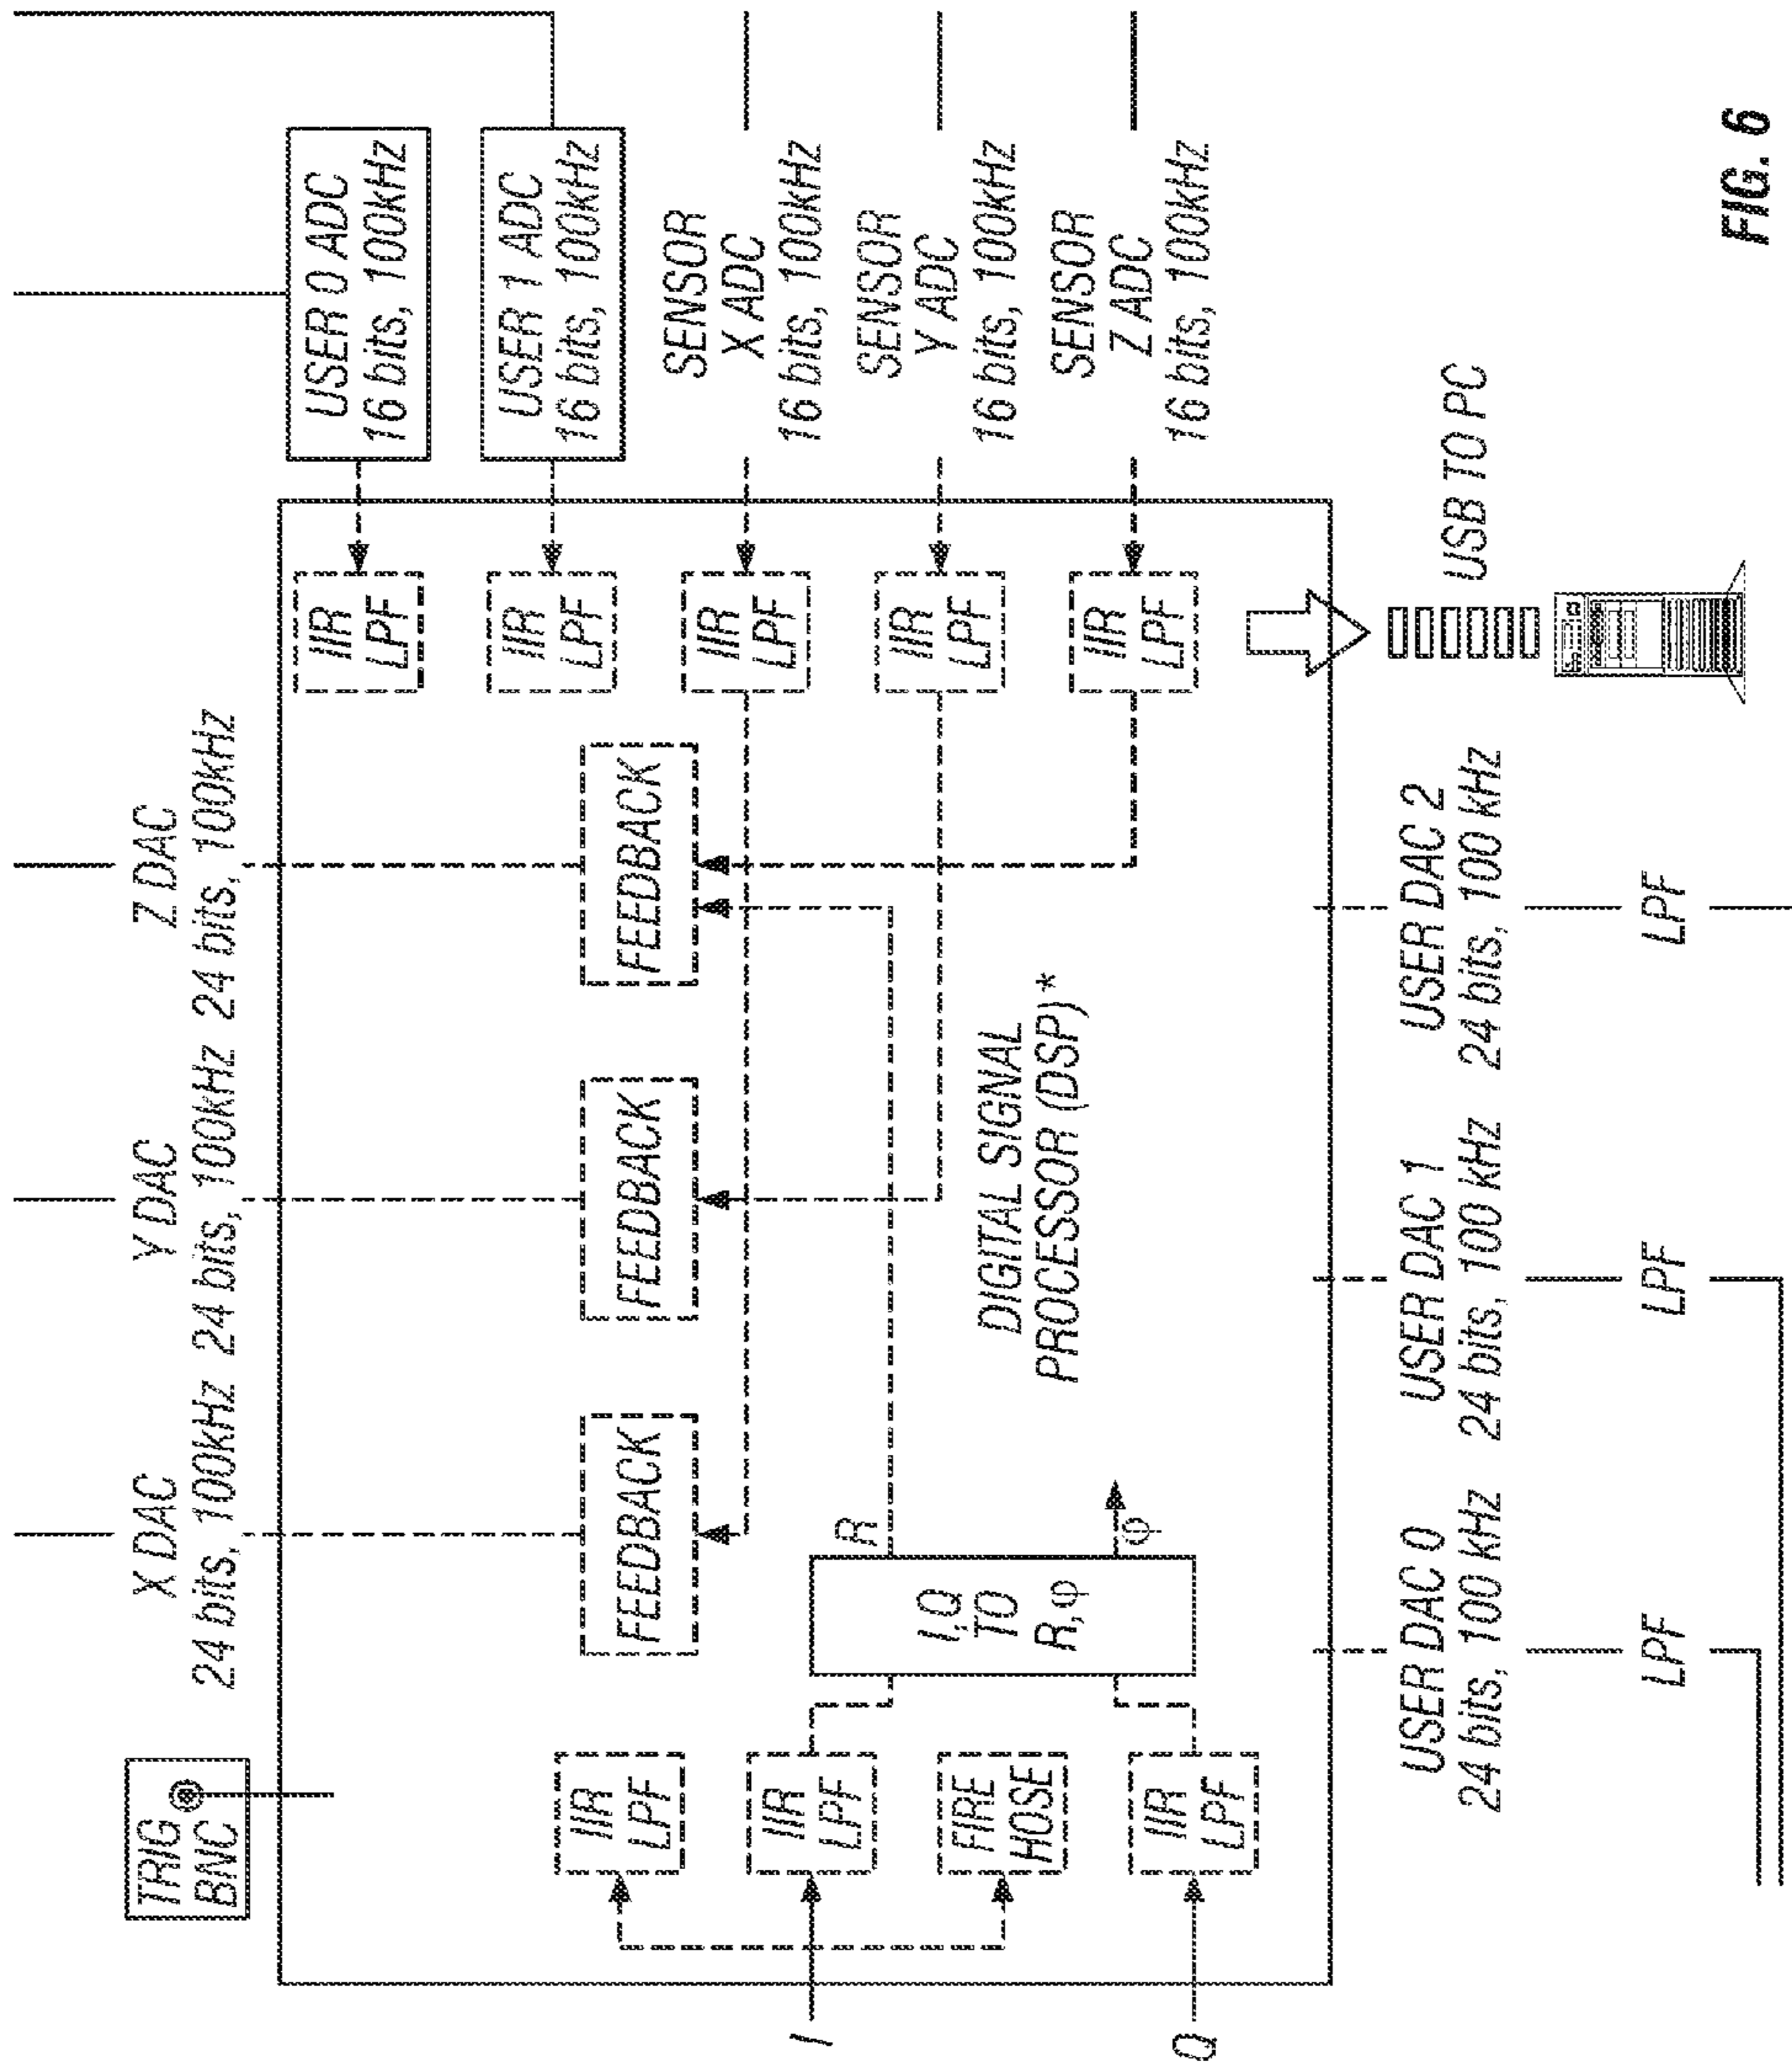 TRIG
BNC
X DAC
24 bits, 100kHz
Y DAC
24 bits, 100kHz
Z DAC
24 bits, 100kHz
USER 0 ADC
16 bits, 100kHz
USER 1 ADC
16 bits, 100kHz
SENSOR
X ADC
16 bits, 100kHz
SENSOR
Y ADC
16 bits, 100kHz
SENSOR
Z ADC
16 bits, 100kHz
IIR
LPF
IIR
LPF
IIR
LPF
IIR
LPF
IIR
LPF
FEEDBACK
FEEDBACK
FEEDBACK
IIR
LPF
IIR
LPF
FIRE
HOSE
IIR
LPF
I
Q
I,Q
TO
R,φ
R
φ
DIGITAL SIGNAL
PROCESSOR (DSP)*
USER DAC 0
24 bits, 100 kHz
USER DAC 1
24 bits, 100 kHz
USER DAC 2
24 bits, 100 kHz
LPF
LPF
LPF
USB TO PC
FIG. 6